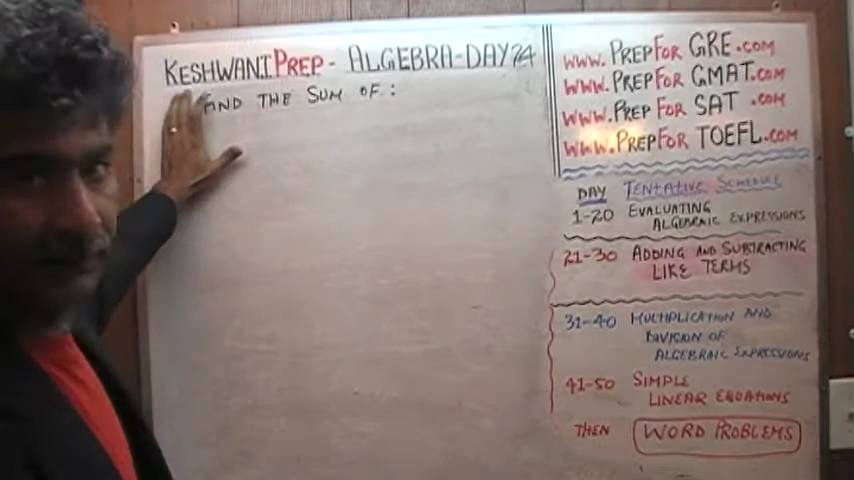 KESHWANI PREP - ALGEBRA-DAY 24
FIND THE SUM OF:
WWW. PREPFOR GRE.COM
WWW. PREPFOR GMAT.COM
WWW. PREP FOR SAT .COM
WWW. PREPFOR TOEFL.COM
DAY TENTATIVE SCHEDULE
1-20 EVALUATING
ALGEBRAIC EXPRESSIONS
21-30 ADDING AND SUBTRACTING
LIKE TERMS
31-40 MULTIPLICATION AND
DIVISION OF
ALGEBRAIC EXPRESSIONS
41-50 SIMPLE
LINEAR EQUATIONS
THEN WORD PROBLEMS